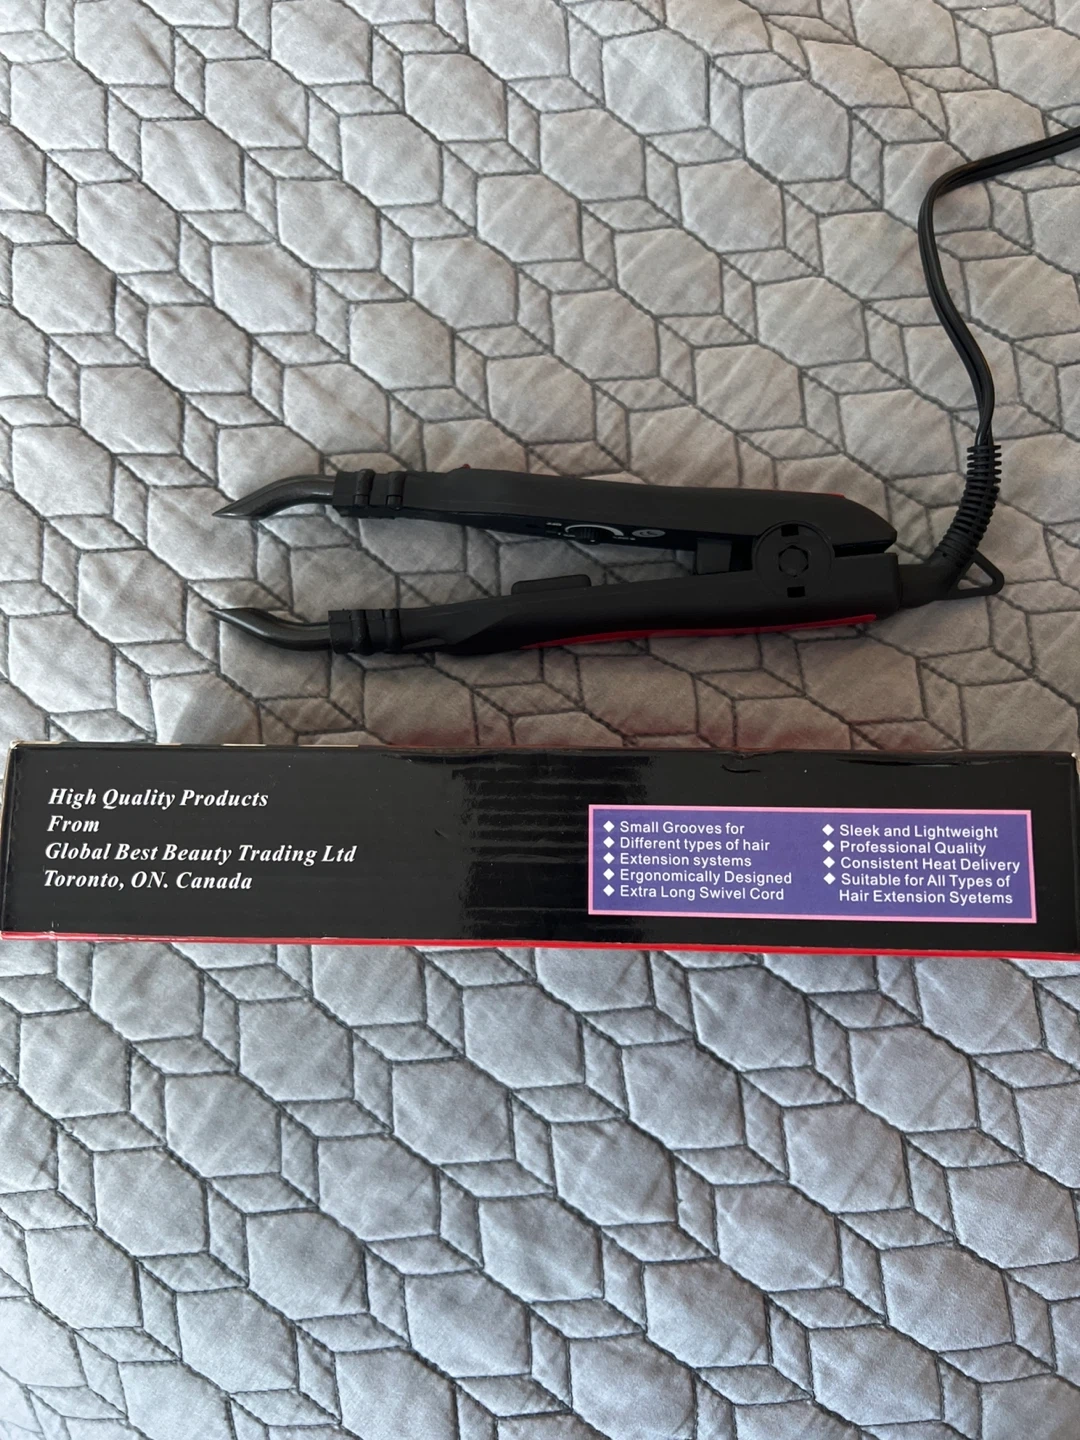 High Quality Products
From
Global Best Beauty Trading Ltd
Toronto, ON. Canada
◆ Small Grooves for
◆ Different types of hair
◆ Extension systems
◆ Ergonomically Designed
◆ Extra Long Swivel Cord
◆ Sleek and Lightweight
◆ Professional Quality
◆ Consistent Heat Delivery
◆ Suitable for All Types of
Hair Extension Syetems